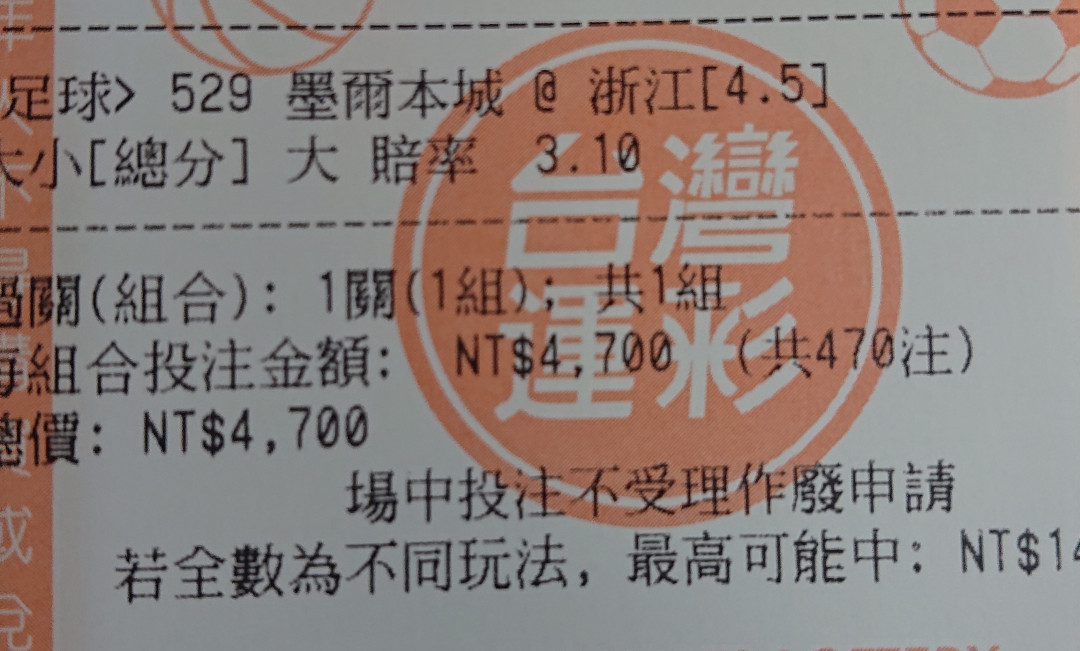 足球> 529 墨爾本城 @ 浙江[4.5]
大小[總分] 大 賠率 3.10
台灣
運彩
過關(組合): 1關(1組); 共1組
每組合投注金額: NT$4,700 (共470注)
總價: NT$4,700
場中投注不受理作廢申請
若全數為不同玩法, 最高可能中: NT$14